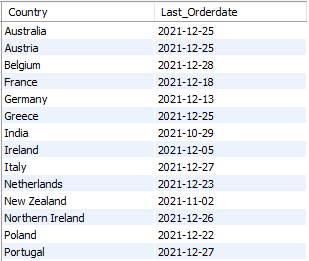 Country Last_Orderdate
Australia 2021-12-25
Austria 2021-12-25
Belgium 2021-12-28
France 2021-12-18
Germany 2021-12-13
Greece 2021-12-25
India 2021-10-29
Ireland 2021-12-05
Italy 2021-12-27
Netherlands 2021-12-23
New Zealand 2021-11-02
Northern Ireland 2021-12-26
Poland 2021-12-22
Portugal 2021-12-27